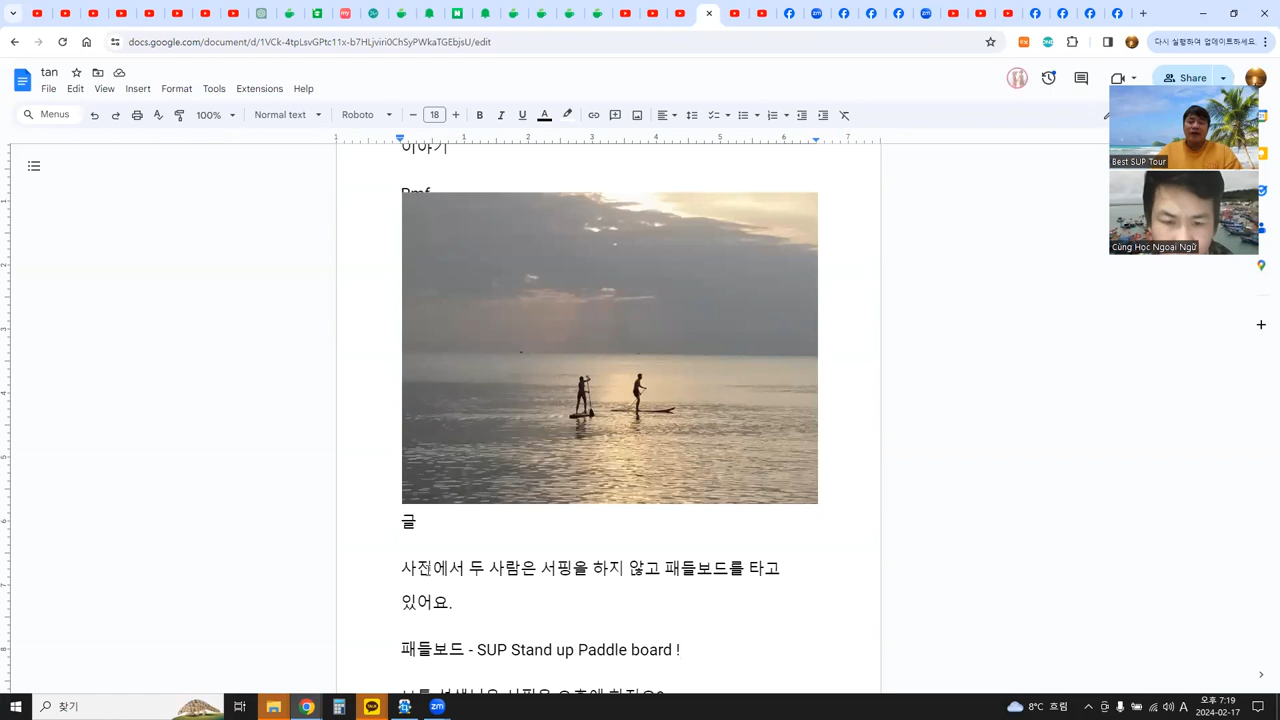 docs.google.com/document/d/1VCk-4tpLsvGPtc11x-b7HLjviri0ChSyPWkaTGEbjsU/edit
다시 실행하여 업데이트하세요.
tan
File Edit View Insert Format Tools Extensions Help
Share
Menus 100% Normal text Roboto 18
이야기
글
사진에서 두 사람은 서핑을 하지 않고 패들보드를 타고
있어요.
패들보드 - SUP Stand up Paddle board !
Best SUP Tour
Cùng Học Ngoại Ngữ
찾기
8°C 흐림
A
오후 7:19
2024-02-17